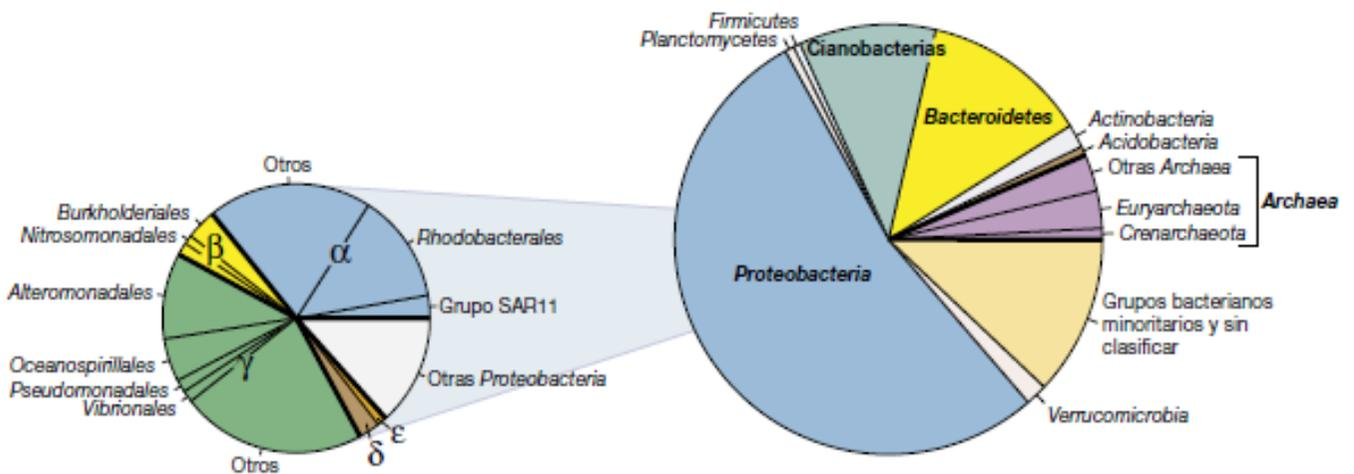 Otros
Burkholderiales
Nitrosomonadales
β
Alteromonadales
Oceanospirillales
Pseudomonadales
Vibrionales
γ
Otros
α
Rhodobacterales
Grupo SAR11
Otras Proteobacteria
ε
δ
Firmicutes
Planctomycetes
Cianobacterias
Bacteroidetes
Actinobacteria
Acidobacteria
Otras Archaea
Euryarchaeota
Crenarchaeota
Archaea
Proteobacteria
Grupos bacterianos
minoritarios y sin
clasificar
Verrucomicrobia